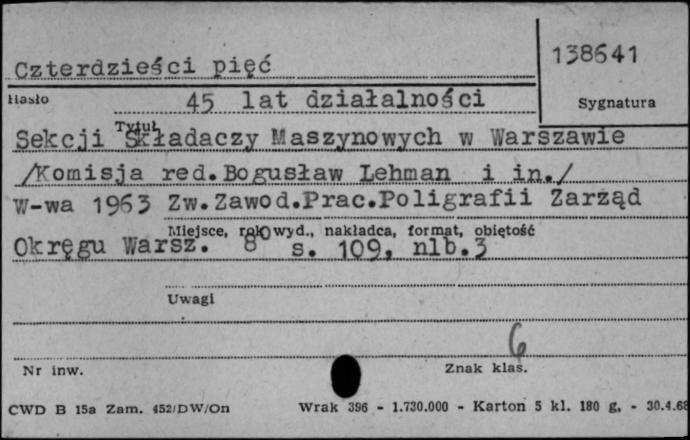 Czterdzieści pięć
138641
Hasło
45 lat działalności
Sygnatura
Tytuł
Sekcji Składaczy Maszynowych w Warszawie
/Komisja red. Bogusław Lehman i in./
W-wa 1963 Zw.Zawod.Prac.Poligrafii Zarząd
Miejsce, rok wyd., nakładca, format, objętość
Okręgu Warsz. 8° s. 109, nlb.3
Uwagi
6
Nr inw.
Znak klas.
CWD B 15a Zam. 452/DW/On Wrak 396 - 1.730.000 - Karton 5 kl. 180 g, - 30.4.68